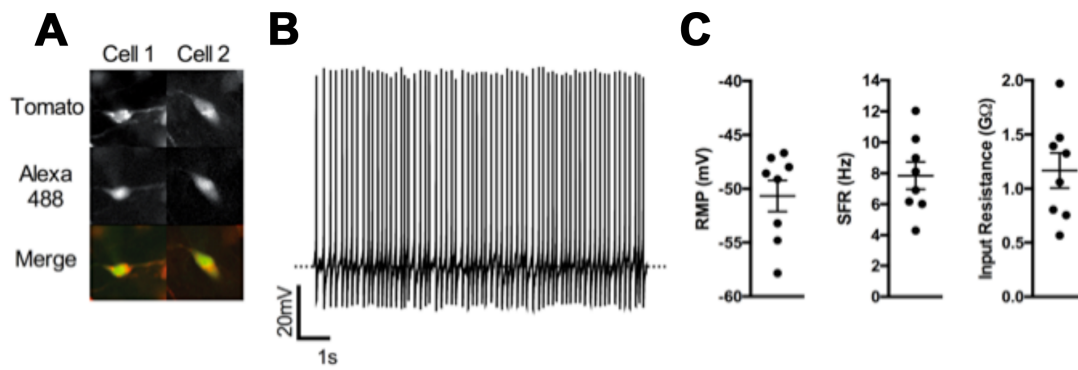 A
Cell 1 Cell 2
Tomato
Alexa
488
Merge
B
20mV
1s
C
RMP (mV)
-40
-45
-50
-55
-60
SFR (Hz)
14
12
10
8
6
4
2
0
Input Resistance (GΩ)
2.0
1.5
1.0
0.5
0.0